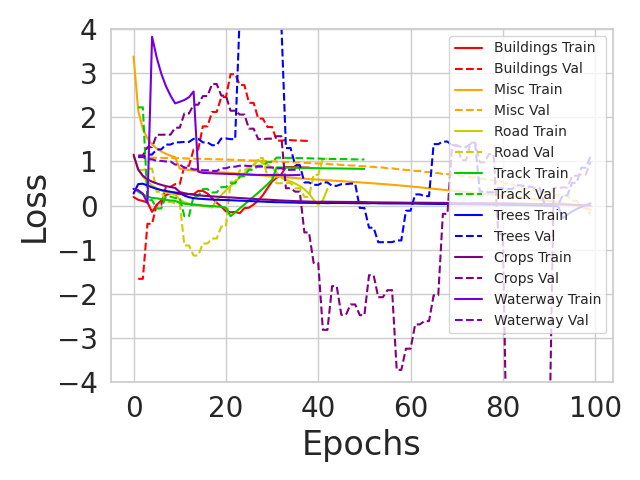 4
3
2
1
0
−1
−2
−3
−4
Loss
0
20
40
60
80
100
Epochs
Buildings Train
Buildings Val
Misc Train
Misc Val
Road Train
Road Val
Track Train
Track Val
Trees Train
Trees Val
Crops Train
Crops Val
Waterway Train
Waterway Val